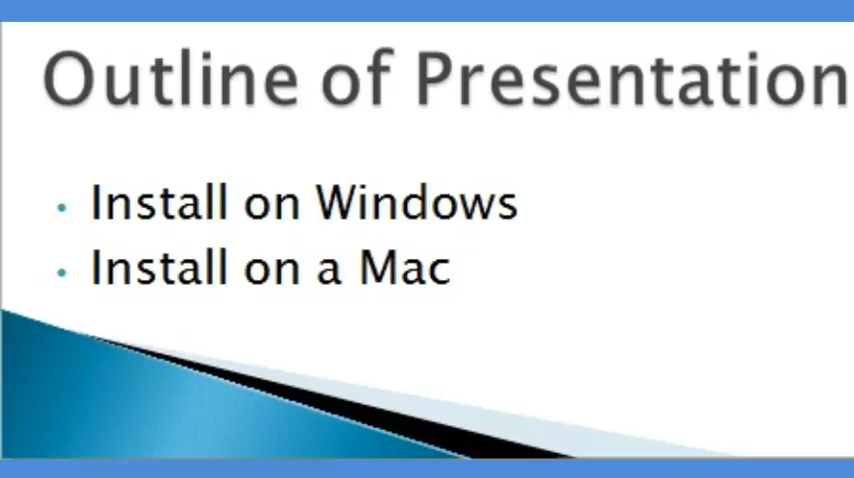 Outline of Presentation
• Install on Windows
• Install on a Mac